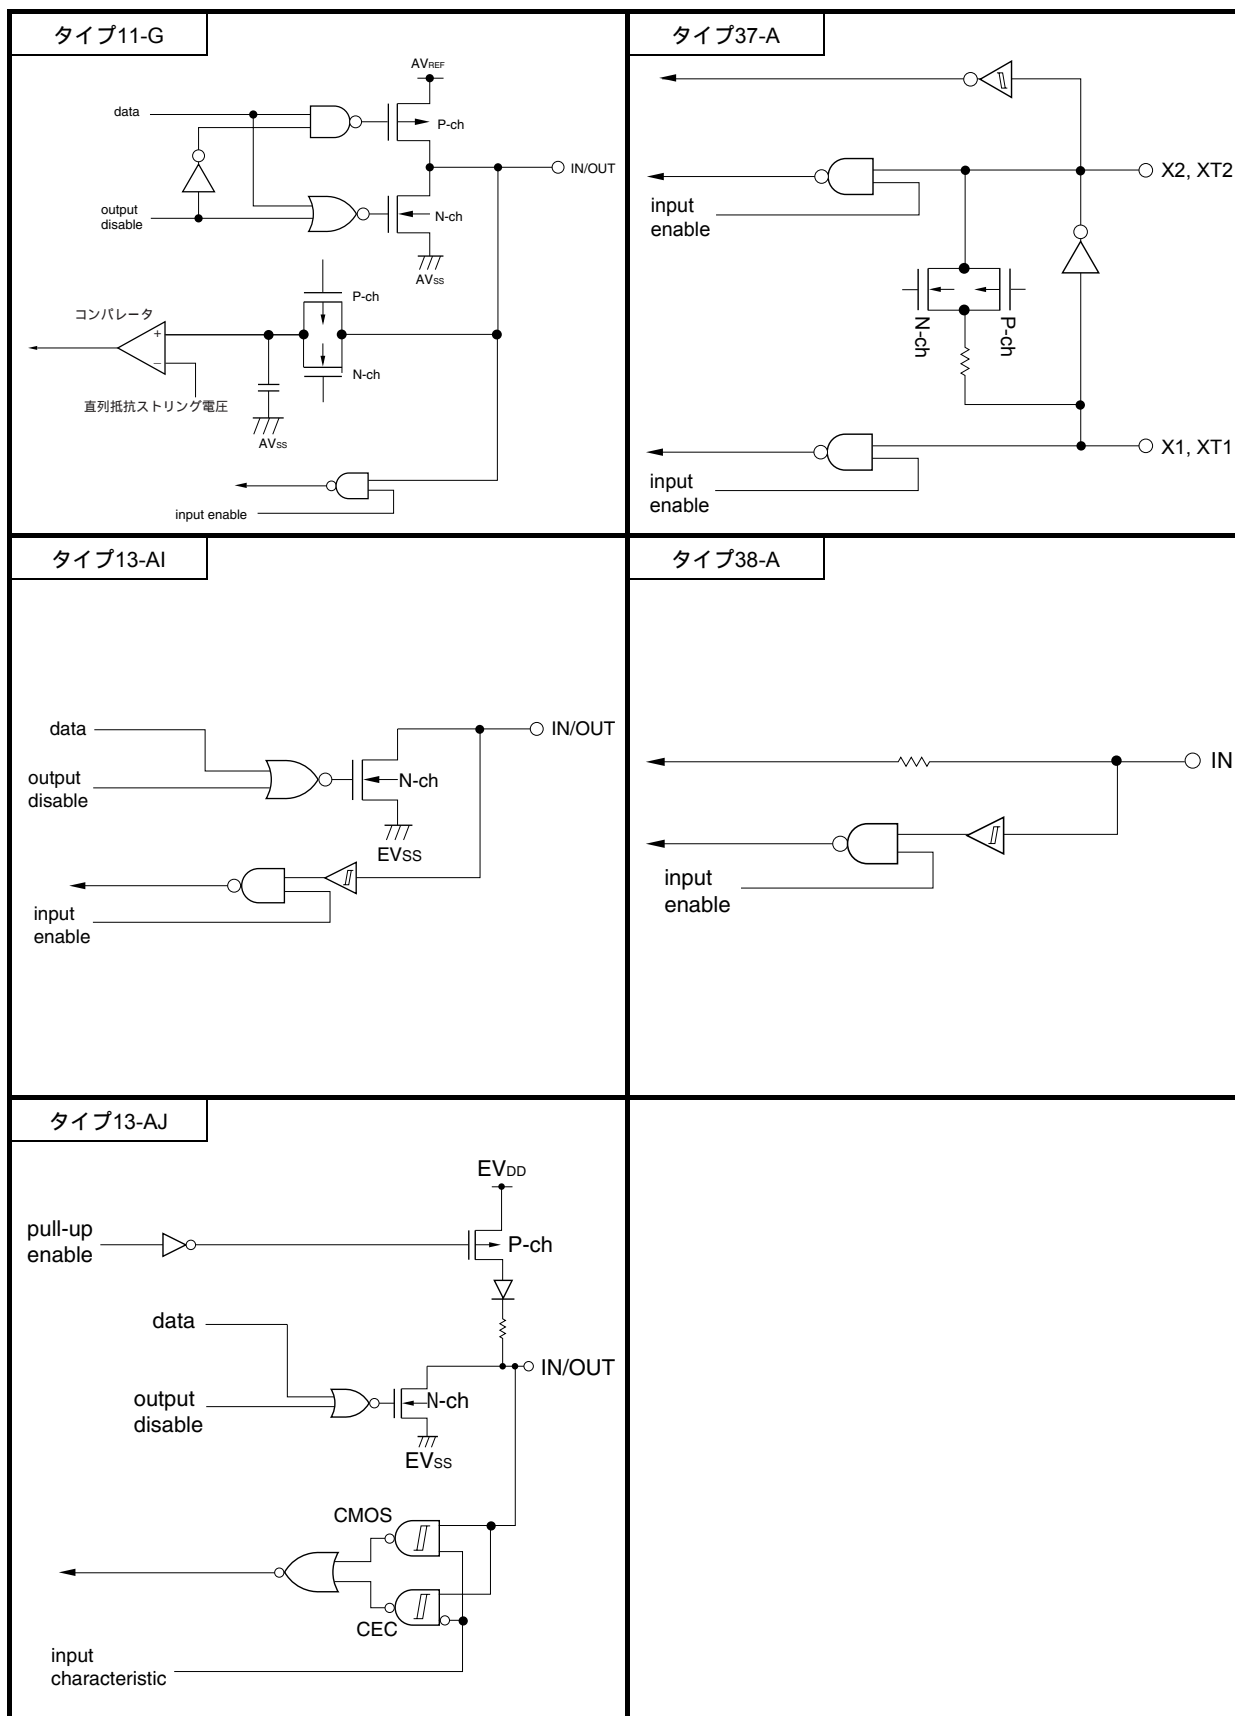 タイプ11-G
AVREF
data
P-ch
IN/OUT
output
disable
N-ch
AVSS
P-ch
コンパレータ
+
−
N-ch
直列抵抗ストリング電圧
AVSS
input enable
タイプ37-A
X2, XT2
input
enable
N-ch
P-ch
X1, XT1
input
enable
タイプ13-AI
data
IN/OUT
output
disable
N-ch
EVSS
input
enable
タイプ38-A
IN
input
enable
タイプ13-AJ
EVDD
pull-up
enable
P-ch
data
IN/OUT
output
disable
N-ch
EVSS
CMOS
CEC
input
characteristic